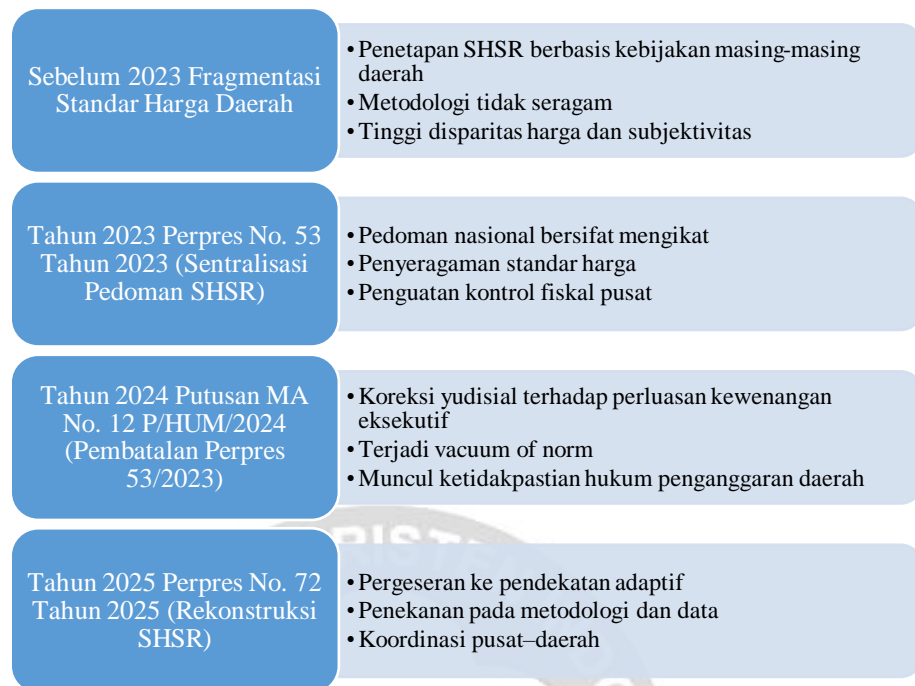 Sebelum 2023 Fragmentasi
Standar Harga Daerah
• Penetapan SHSR berbasis kebijakan masing-masing
daerah
• Metodologi tidak seragam
• Tinggi disparitas harga dan subjektivitas
Tahun 2023 Perpres No. 53
Tahun 2023 (Sentralisasi
Pedoman SHSR)
• Pedoman nasional bersifat mengikat
• Penyeragaman standar harga
• Penguatan kontrol fiskal pusat
Tahun 2024 Putusan MA
No. 12 P/HUM/2024
(Pembatalan Perpres
53/2023)
• Koreksi yudisial terhadap perluasan kewenangan
eksekutif
• Terjadi vacuum of norm
• Muncul ketidakpastian hukum penganggaran daerah
Tahun 2025 Perpres No. 72
Tahun 2025 (Rekonstruksi
SHSR)
• Pergeseran ke pendekatan adaptif
• Penekanan pada metodologi dan data
• Koordinasi pusat–daerah